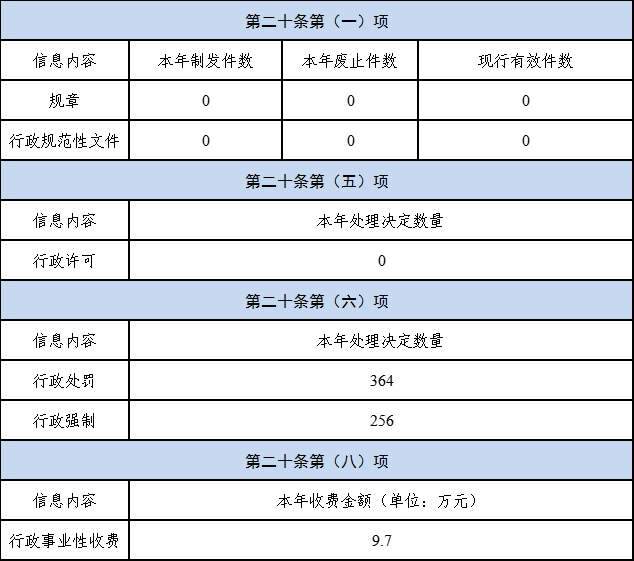 第二十条第（一）项
信息内容 本年制发件数 本年废止件数 现行有效件数
规章 0 0 0
行政规范性文件 0 0 0
第二十条第（五）项
信息内容 本年处理决定数量
行政许可 0
第二十条第（六）项
信息内容 本年处理决定数量
行政处罚 364
行政强制 256
第二十条第（八）项
信息内容 本年收费金额（单位：万元）
行政事业性收费 9.7